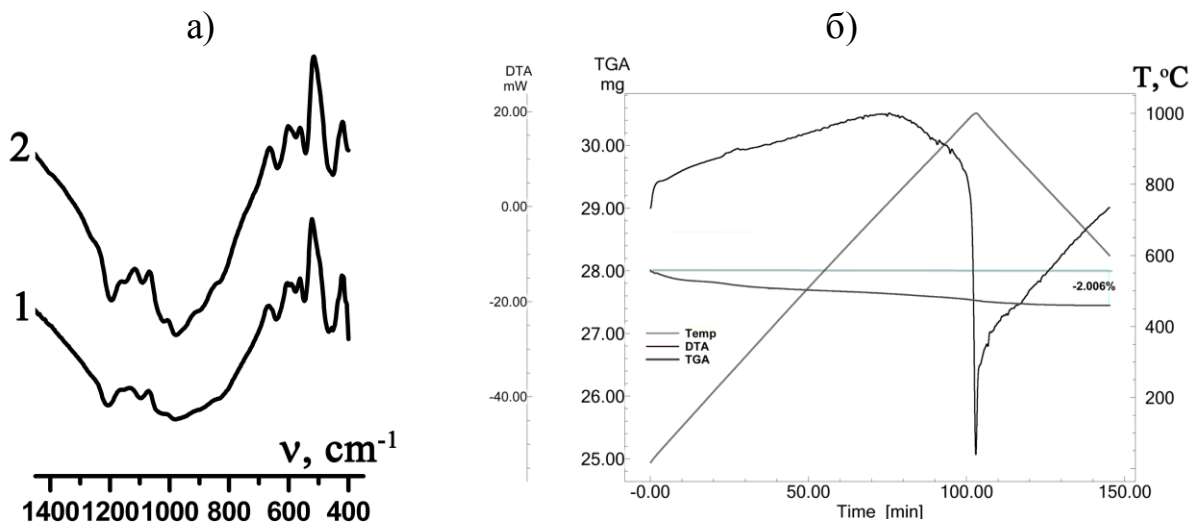 а)
2
1
ν, cm-1
1400 1200 1000 800 600 400
б)
DTA
mW
TGA
mg
T,°C
20.00
0.00
-20.00
-40.00
30.00
29.00
28.00
27.00
26.00
25.00
1000
800
600
400
200
-2.006%
Temp
DTA
TGA
-0.00 50.00 100.00 150.00
Time [min]